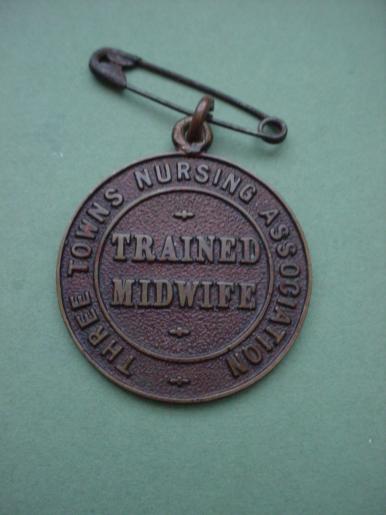 THREE TOWNS NURSING ASSOCIATION
TRAINED
MIDWIFE